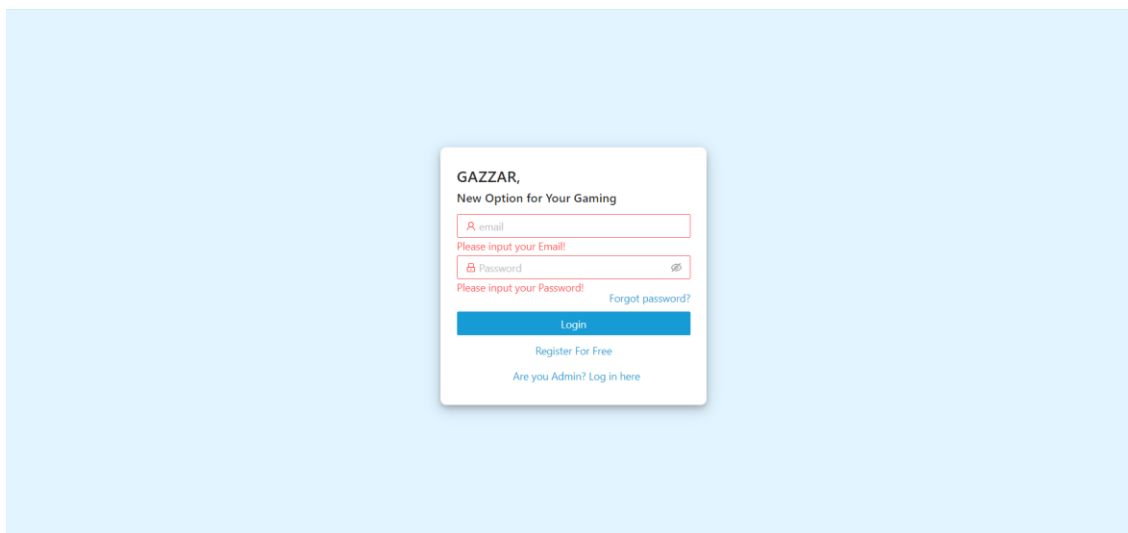 GAZZAR,
New Option for Your Gaming
email
Please input your Email!
Password
Please input your Password!
Forgot password?
Login
Register For Free
Are you Admin? Log in here